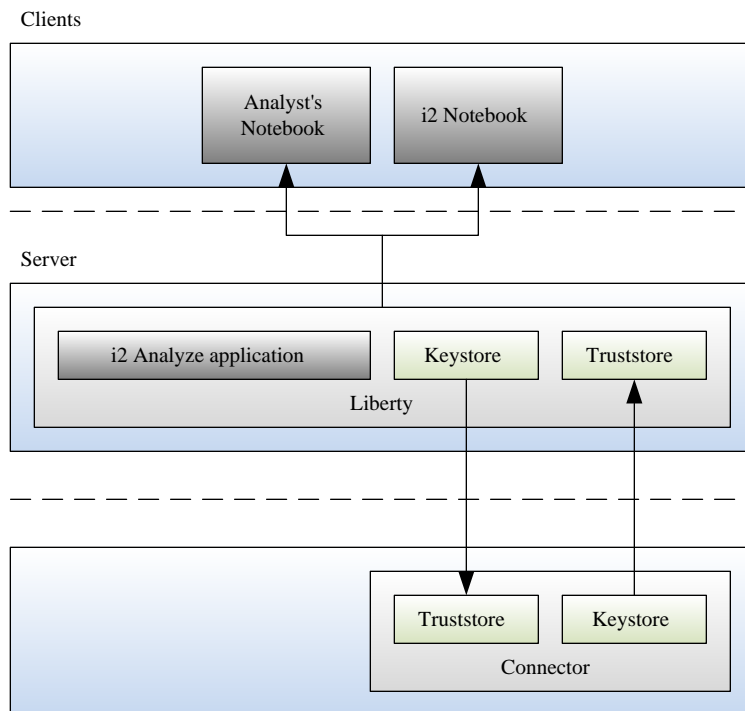 Clients
Analyst's
Notebook
i2 Notebook
Server
i2 Analyze application
Keystore
Truststore
Liberty
Truststore
Keystore
Connector